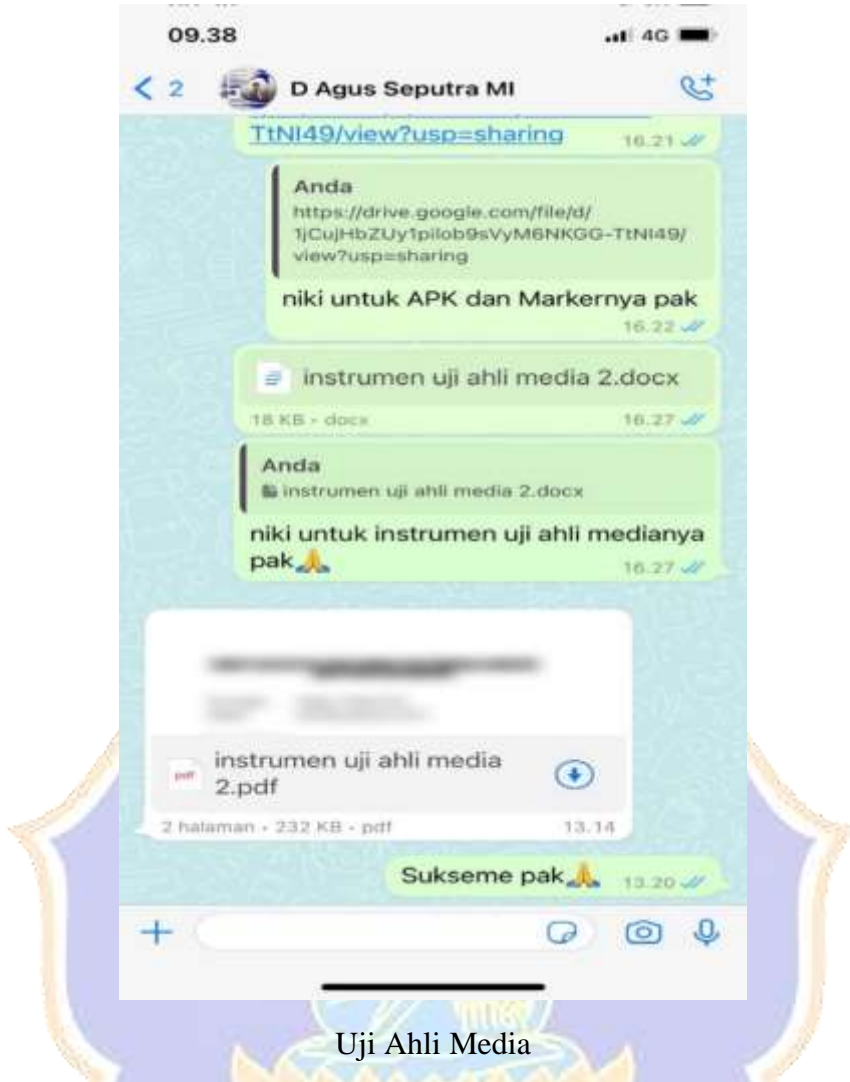 09.38
4G
2
D Agus Seputra MI
TtNI49/view?usp=sharing
16.21
Anda
https://drive.google.com/file/d/
1jCujHbZUy1pilob9sVyM6NKGG-TtNI49/
view?usp=sharing
niki untuk APK dan Markernya pak
16.22
instrumen uji ahli media 2.docx
18 KB - docx
16.27
Anda
instrumen uji ahli media 2.docx
niki untuk instrumen uji ahli medianya
pak🙏
16.27
pdf
instrumen uji ahli media
2.pdf
2 halaman - 232 KB - pdf
13.14
Sukseme pak🙏
13.20
Uji Ahli Media